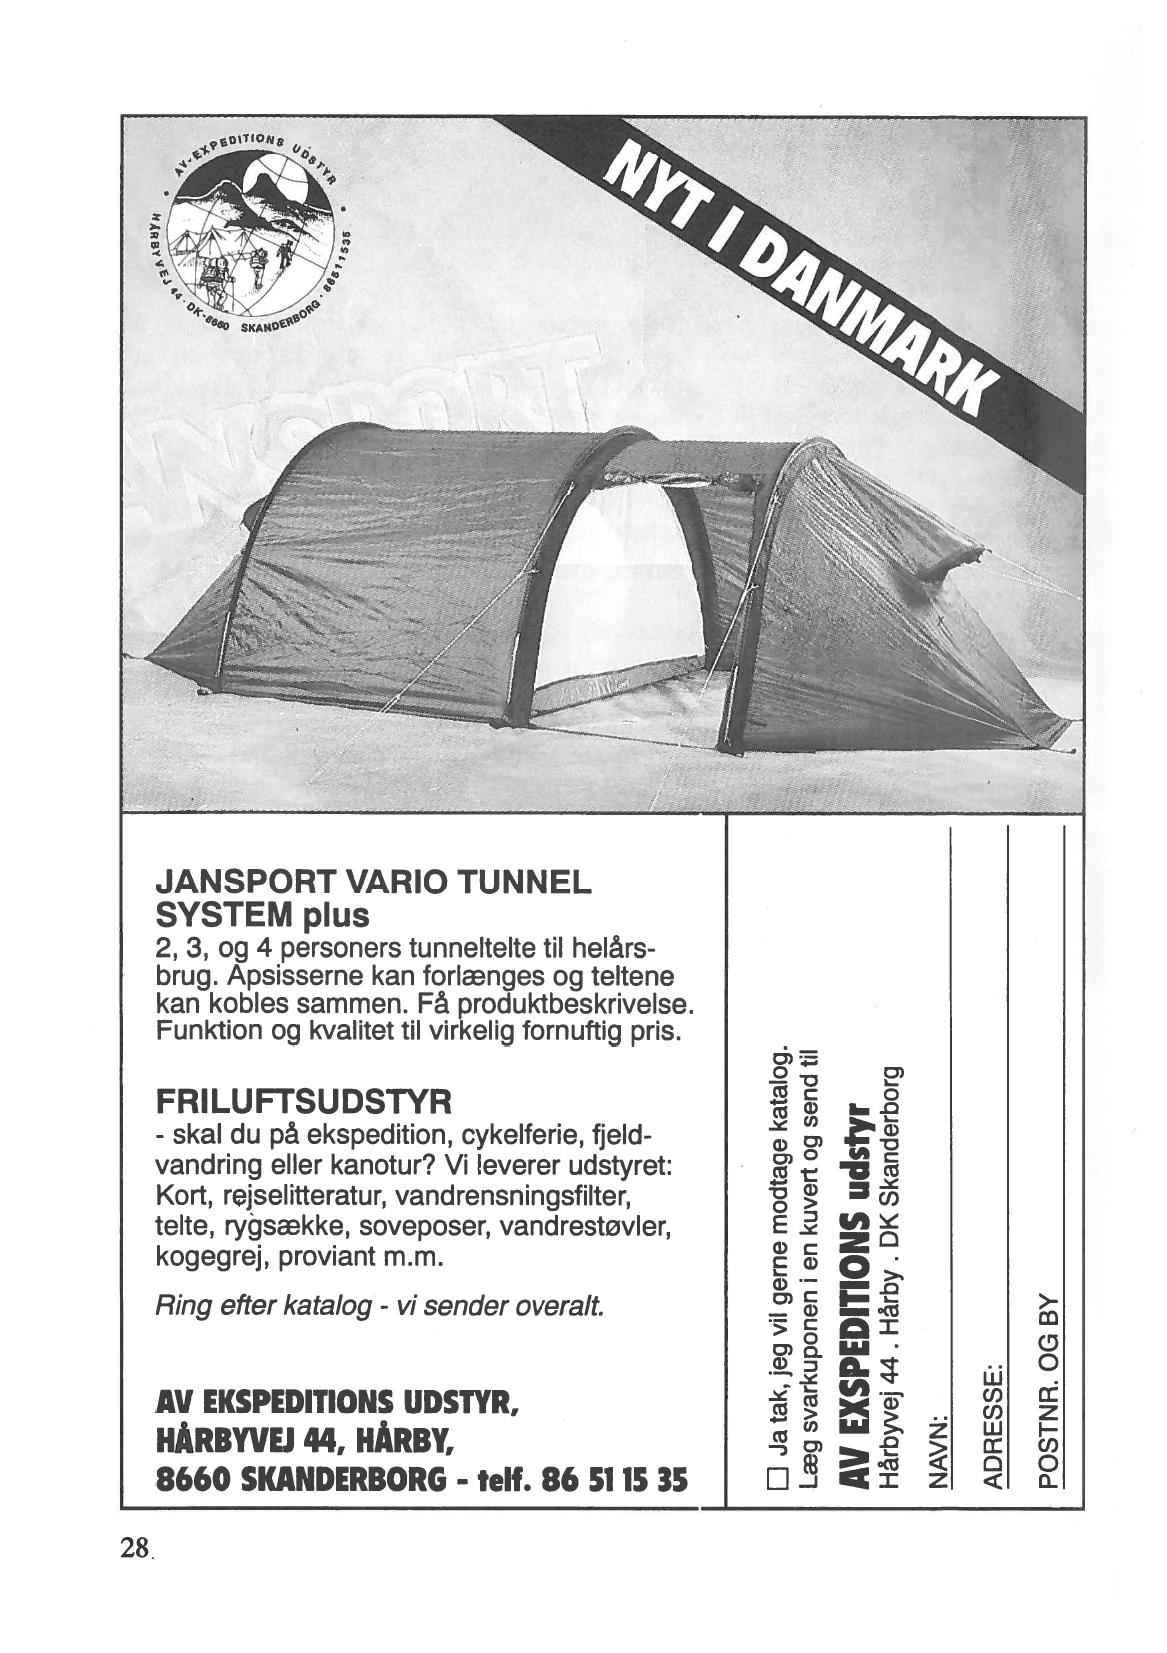 AV-EXPEDITIONS UDSTYR
HÅRBYVEJ 44 · DK-8660 SKANDERBORG · 86511535
NYT I DANMARK
JANSPORT VARIO TUNNEL
SYSTEM plus
2, 3, og 4 personers tunneltelte til helårs-
brug. Apsisserne kan forlænges og teltene
kan kobles sammen. Få produktbeskrivelse.
Funktion og kvalitet til virkelig fornuftig pris.
FRILUFTSUDSTYR
- skal du på ekspedition, cykelferie, fjeld-
vandring eller kanotur? Vi leverer udstyret:
Kort, rejselitteratur, vandrensningsfilter,
telte, rygsække, soveposer, vandrestøvler,
kogegrej, proviant m.m.
Ring efter katalog - vi sender overalt.
AV EKSPEDITIONS UDSTYR,
HÅRBYVEJ 44, HÅRBY,
8660 SKANDERBORG - telf. 86 51 15 35
Ja tak, jeg vil gerne modtage katalog.
Læg svarkuponen i en kuvert og send til
AV EXSPEDITIONS udstyr
Hårbyvej 44 . Hårby . DK Skanderborg
NAVN:
ADRESSE:
POSTNR. OG BY
28